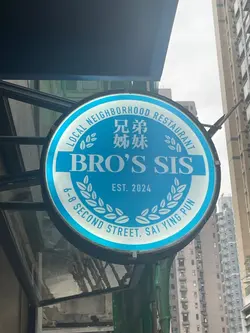 LOCAL NEIGHBORHOOD RESTAURANT
兄弟
姊妹
BRO'S SIS
EST. 2024
6-8 SECOND STREET, SAI YING PUN